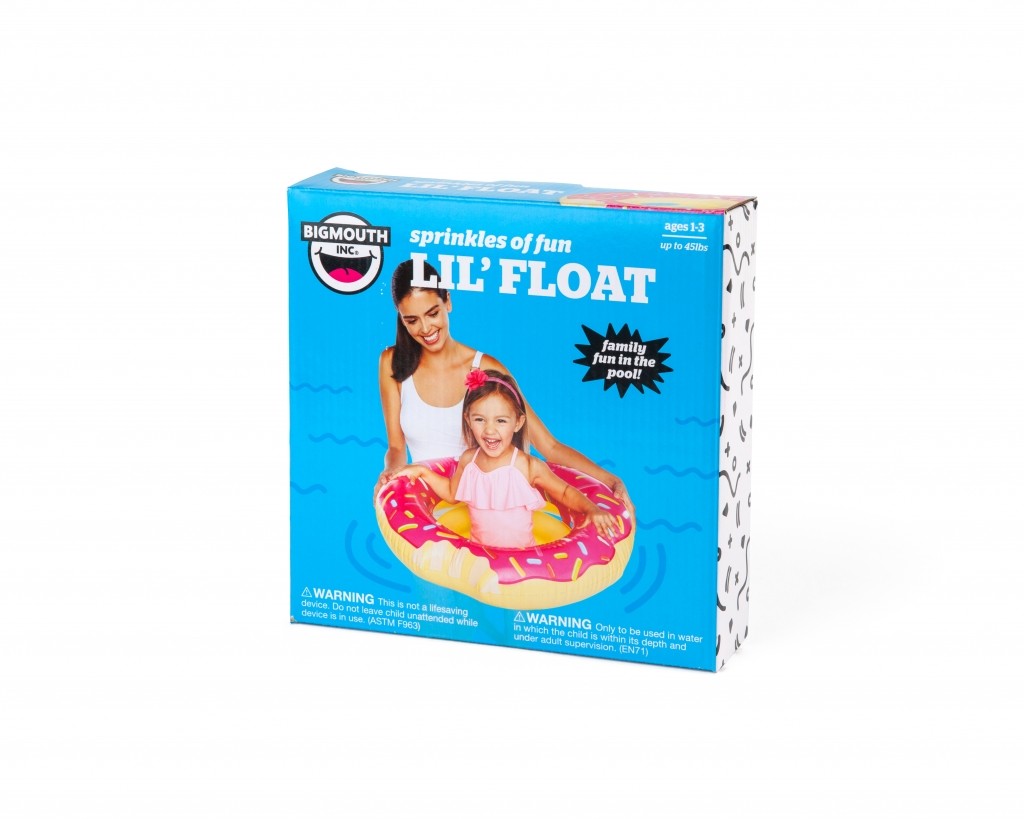 LIL' FLOAT
BIGMOUTH
INC®
sprinkles of fun
LIL' FLOAT
ages 1-3
up to 45lbs
family
fun in the
pool!
⚠WARNING This is not a lifesaving
device. Do not leave child unattended while
device is in use. (ASTM F963)
⚠WARNING Only to be used in water
in which the child is within its depth and
under adult supervision. (EN71)